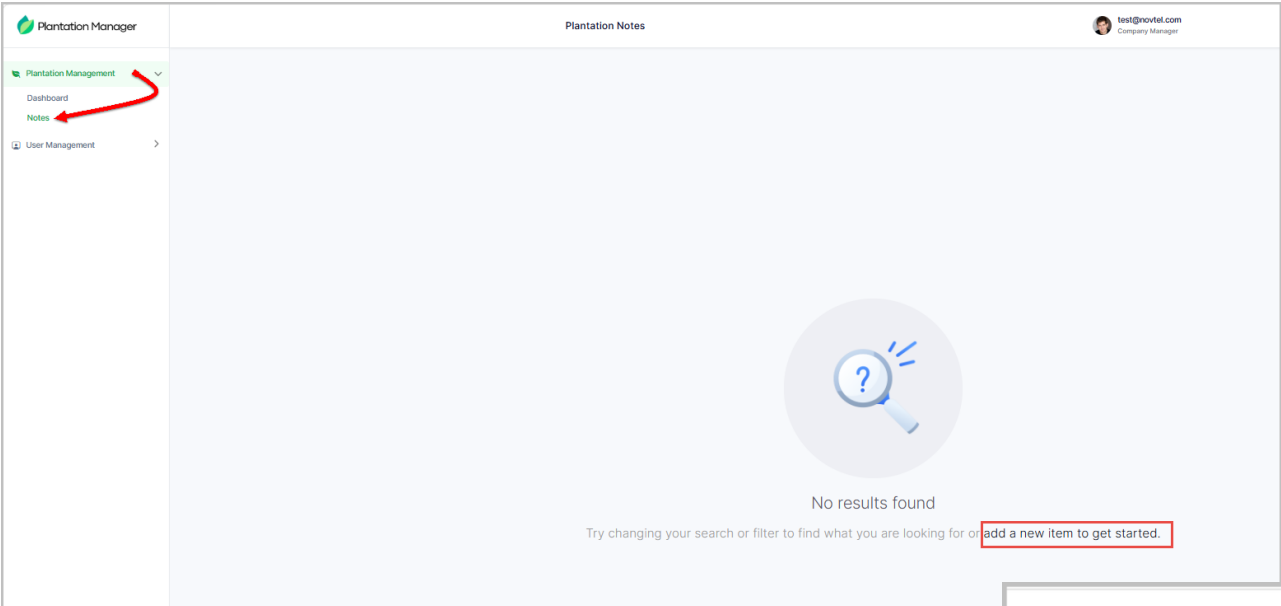 Plantation Manager
Plantation Notes
test@novtel.com
Company Manager
Plantation Management
Dashboard
Notes
User Management
?
No results found
Try changing your search or filter to find what you are looking for or add a new item to get started.